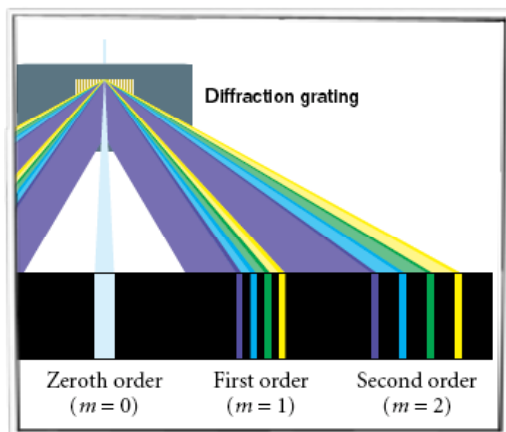 Diffraction grating
Zeroth order
(m = 0)
First order
(m = 1)
Second order
(m = 2)